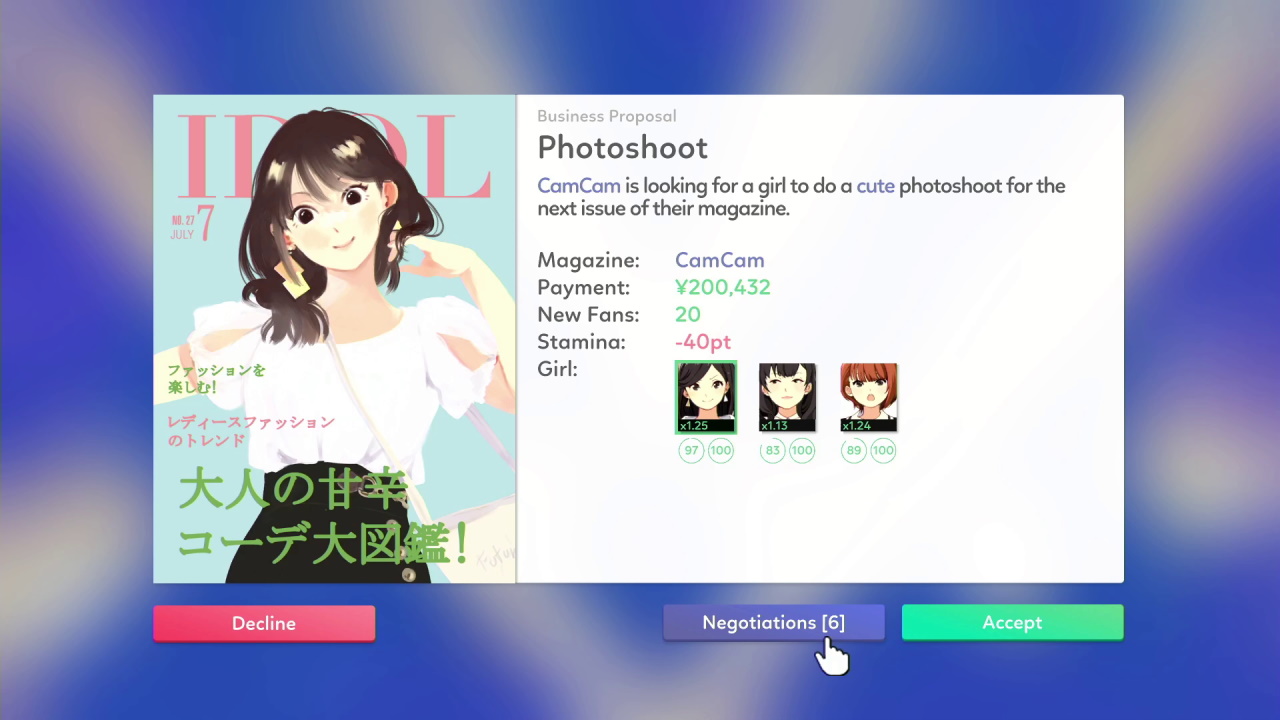 IDOL
NO. 27 7
JULY
ファッションを
楽しむ!
レディースファッション
のトレンド
大人の甘辛
コーデ大図鑑!
Business Proposal
Photoshoot
CamCam is looking for a girl to do a cute photoshoot for the
next issue of their magazine.
Magazine: CamCam
Payment: ¥200,432
New Fans: 20
Stamina: -40pt
Girl:
x1.25 x1.13 x1.24
97 100 83 100 89 100
Decline
Negotiations [6]
Accept